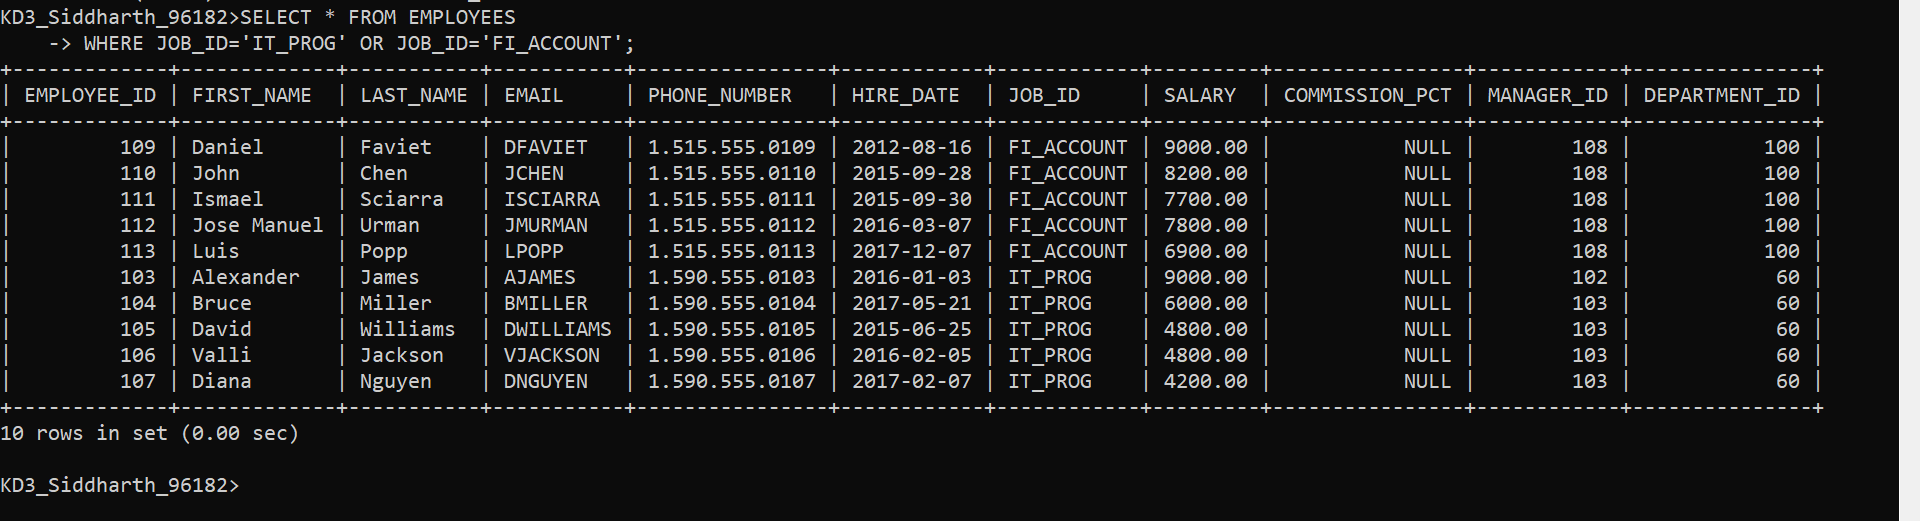 KD3_Siddharth_96182>SELECT * FROM EMPLOYEES
    -> WHERE JOB_ID='IT_PROG' OR JOB_ID='FI_ACCOUNT';
+-------------+-------------+-----------+-----------+----------------+------------+------------+---------+----------------+------------+---------------+
| EMPLOYEE_ID | FIRST_NAME  | LAST_NAME | EMAIL     | PHONE_NUMBER   | HIRE_DATE  | JOB_ID     | SALARY  | COMMISSION_PCT | MANAGER_ID | DEPARTMENT_ID |
+-------------+-------------+-----------+-----------+----------------+------------+------------+---------+----------------+------------+---------------+
|         109 | Daniel      | Faviet    | DFAVIET   | 1.515.555.0109 | 2012-08-16 | FI_ACCOUNT | 9000.00 |           NULL |        108 |           100 |
|         110 | John        | Chen      | JCHEN     | 1.515.555.0110 | 2015-09-28 | FI_ACCOUNT | 8200.00 |           NULL |        108 |           100 |
|         111 | Ismael      | Sciarra   | ISCIARRA  | 1.515.555.0111 | 2015-09-30 | FI_ACCOUNT | 7700.00 |           NULL |        108 |           100 |
|         112 | Jose Manuel | Urman     | JMURMAN   | 1.515.555.0112 | 2016-03-07 | FI_ACCOUNT | 7800.00 |           NULL |        108 |           100 |
|         113 | Luis        | Popp      | LPOPP     | 1.515.555.0113 | 2017-12-07 | FI_ACCOUNT | 6900.00 |           NULL |        108 |           100 |
|         103 | Alexander   | James     | AJAMES    | 1.590.555.0103 | 2016-01-03 | IT_PROG    | 9000.00 |           NULL |        102 |            60 |
|         104 | Bruce       | Miller    | BMILLER   | 1.590.555.0104 | 2017-05-21 | IT_PROG    | 6000.00 |           NULL |        103 |            60 |
|         105 | David       | Williams  | DWILLIAMS | 1.590.555.0105 | 2015-06-25 | IT_PROG    | 4800.00 |           NULL |        103 |            60 |
|         106 | Valli       | Jackson   | VJACKSON  | 1.590.555.0106 | 2016-02-05 | IT_PROG    | 4800.00 |           NULL |        103 |            60 |
|         107 | Diana       | Nguyen    | DNGUYEN   | 1.590.555.0107 | 2017-02-07 | IT_PROG    | 4200.00 |           NULL |        103 |            60 |
+-------------+-------------+-----------+-----------+----------------+------------+------------+---------+----------------+------------+---------------+
10 rows in set (0.00 sec)
KD3_Siddharth_96182>